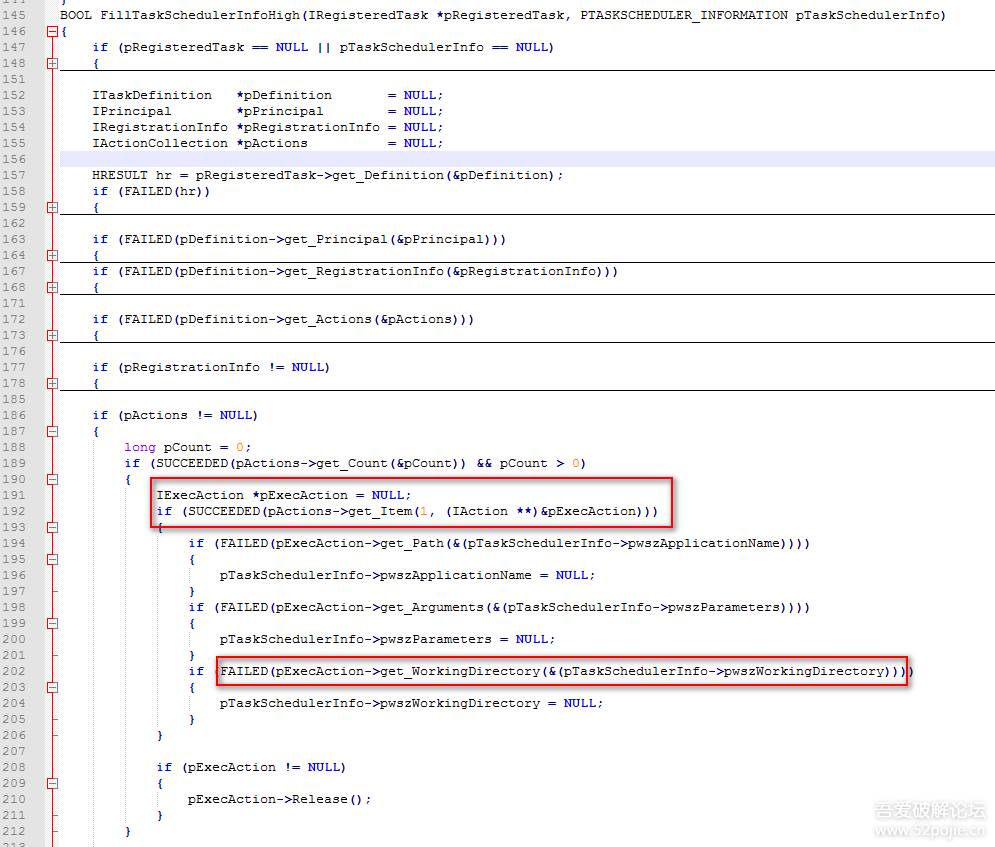 145 BOOL FillTaskSchedulerInfoHigh(IRegisteredTask *pRegisteredTask, PTASKSCHEDULER_INFORMATION pTaskSchedulerInfo)
146 {
147 if (pRegisteredTask == NULL || pTaskSchedulerInfo == NULL)
148 {
151
152 ITaskDefinition *pDefinition = NULL;
153 IPrincipal *pPrincipal = NULL;
154 IRegistrationInfo *pRegistrationInfo = NULL;
155 IActionCollection *pActions = NULL;
156
157 HRESULT hr = pRegisteredTask->get_Definition(&pDefinition);
158 if (FAILED(hr))
159 {
162
163 if (FAILED(pDefinition->get_Principal(&pPrincipal)))
164 {
167 if (FAILED(pDefinition->get_RegistrationInfo(&pRegistrationInfo)))
168 {
171
172 if (FAILED(pDefinition->get_Actions(&pActions)))
173 {
176
177 if (pRegistrationInfo != NULL)
178 {
185
186 if (pActions != NULL)
187 {
188 long pCount = 0;
189 if (SUCCEEDED(pActions->get_Count(&pCount)) && pCount > 0)
190 {
191 IExecAction *pExecAction = NULL;
192 if (SUCCEEDED(pActions->get_Item(1, (IAction **)&pExecAction)))
193 {
194 if (FAILED(pExecAction->get_Path(&(pTaskSchedulerInfo->pwszApplicationName))))
195 {
196 pTaskSchedulerInfo->pwszApplicationName = NULL;
197 }
198 if (FAILED(pExecAction->get_Arguments(&(pTaskSchedulerInfo->pwszParameters))))
199 {
200 pTaskSchedulerInfo->pwszParameters = NULL;
201 }
202 if (FAILED(pExecAction->get_WorkingDirectory(&(pTaskSchedulerInfo->pwszWorkingDirectory))))
203 {
204 pTaskSchedulerInfo->pwszWorkingDirectory = NULL;
205 }
206 }
207
208 if (pExecAction != NULL)
209 {
210 pExecAction->Release();
211 }
212 }
吾爱破解论坛
www.52pojie.cn